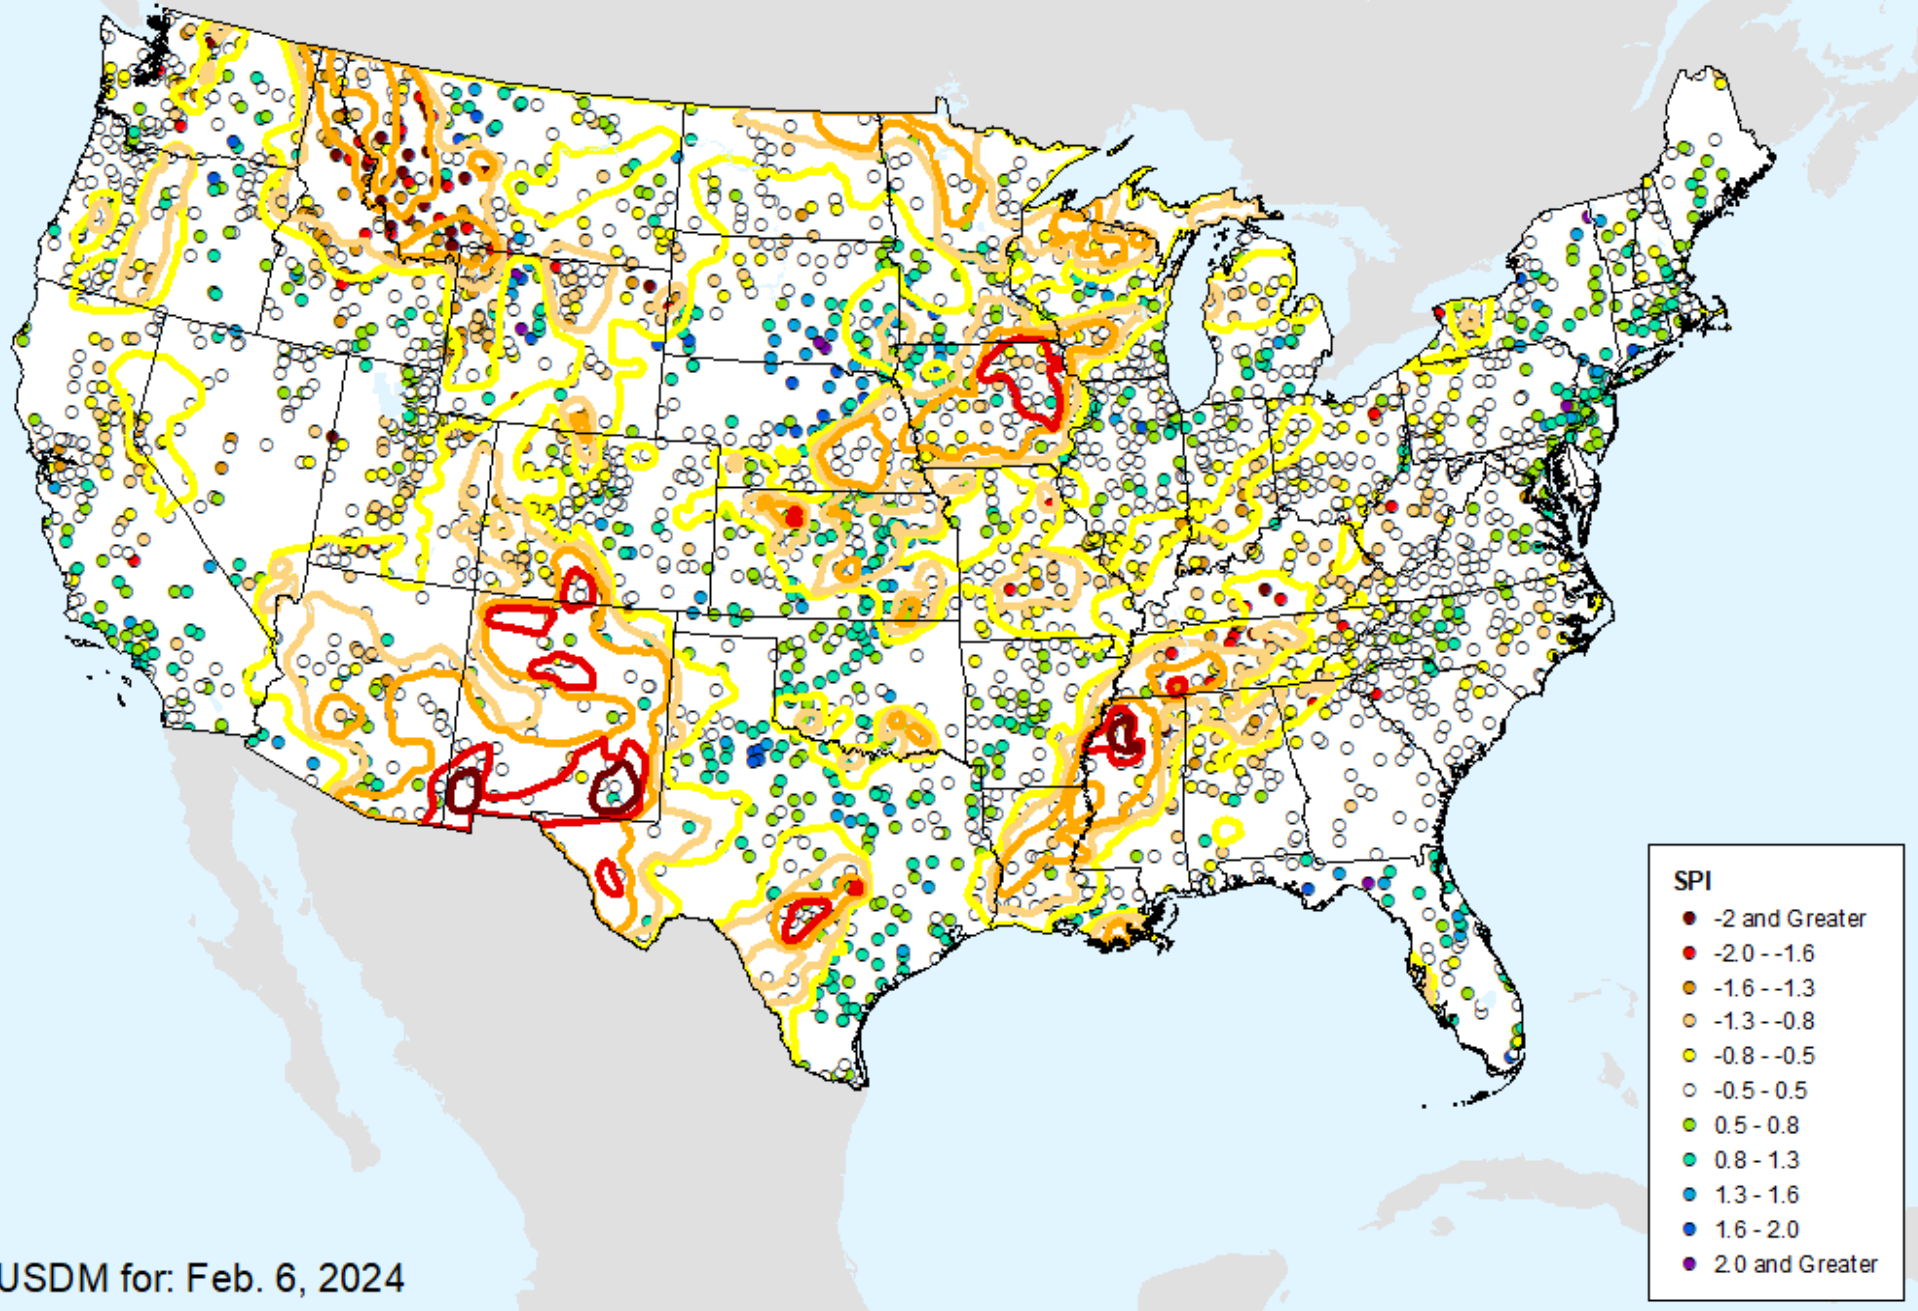 SPI
-2 and Greater
-2.0 - -1.6
-1.6 - -1.3
-1.3 - -0.8
-0.8 - -0.5
-0.5 - 0.5
0.5 - 0.8
0.8 - 1.3
1.3 - 1.6
1.6 - 2.0
2.0 and Greater
USDM for: Feb. 6, 2024